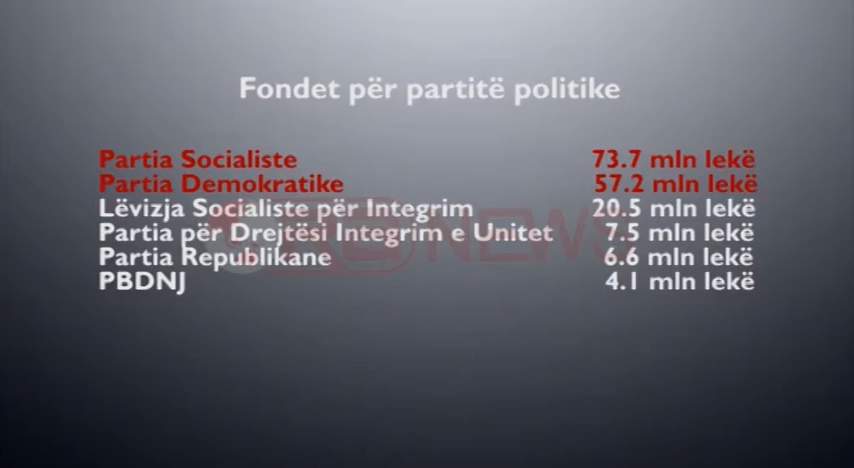 Fondet për partitë politike
Partia Socialiste 73.7 mln lekë
Partia Demokratike 57.2 mln lekë
Lëvizja Socialiste për Integrim 20.5 mln lekë
Partia për Drejtësi Integrim e Unitet 7.5 mln lekë
Partia Republikane 6.6 mln lekë
PBDNJ 4.1 mln lekë
NEWS